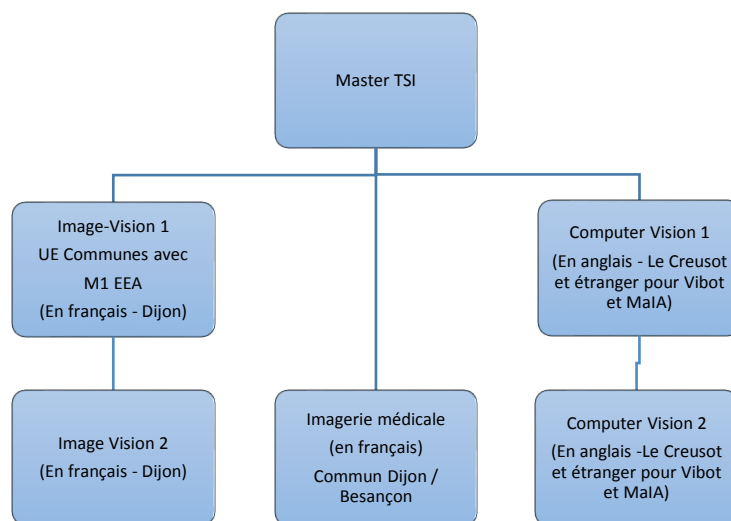 Master TSI
Image-Vision 1
UE Communes avec
M1 EEA
(En français - Dijon)
Computer Vision 1
(En anglais - Le Creusot
et étranger pour Vibot
et MaIA)
Image Vision 2
(En français - Dijon)
Imagerie médicale
(en français)
Commun Dijon /
Besançon
Computer Vision 2
(En anglais -Le Creusot
et étranger pour Vibot
et MaIA)